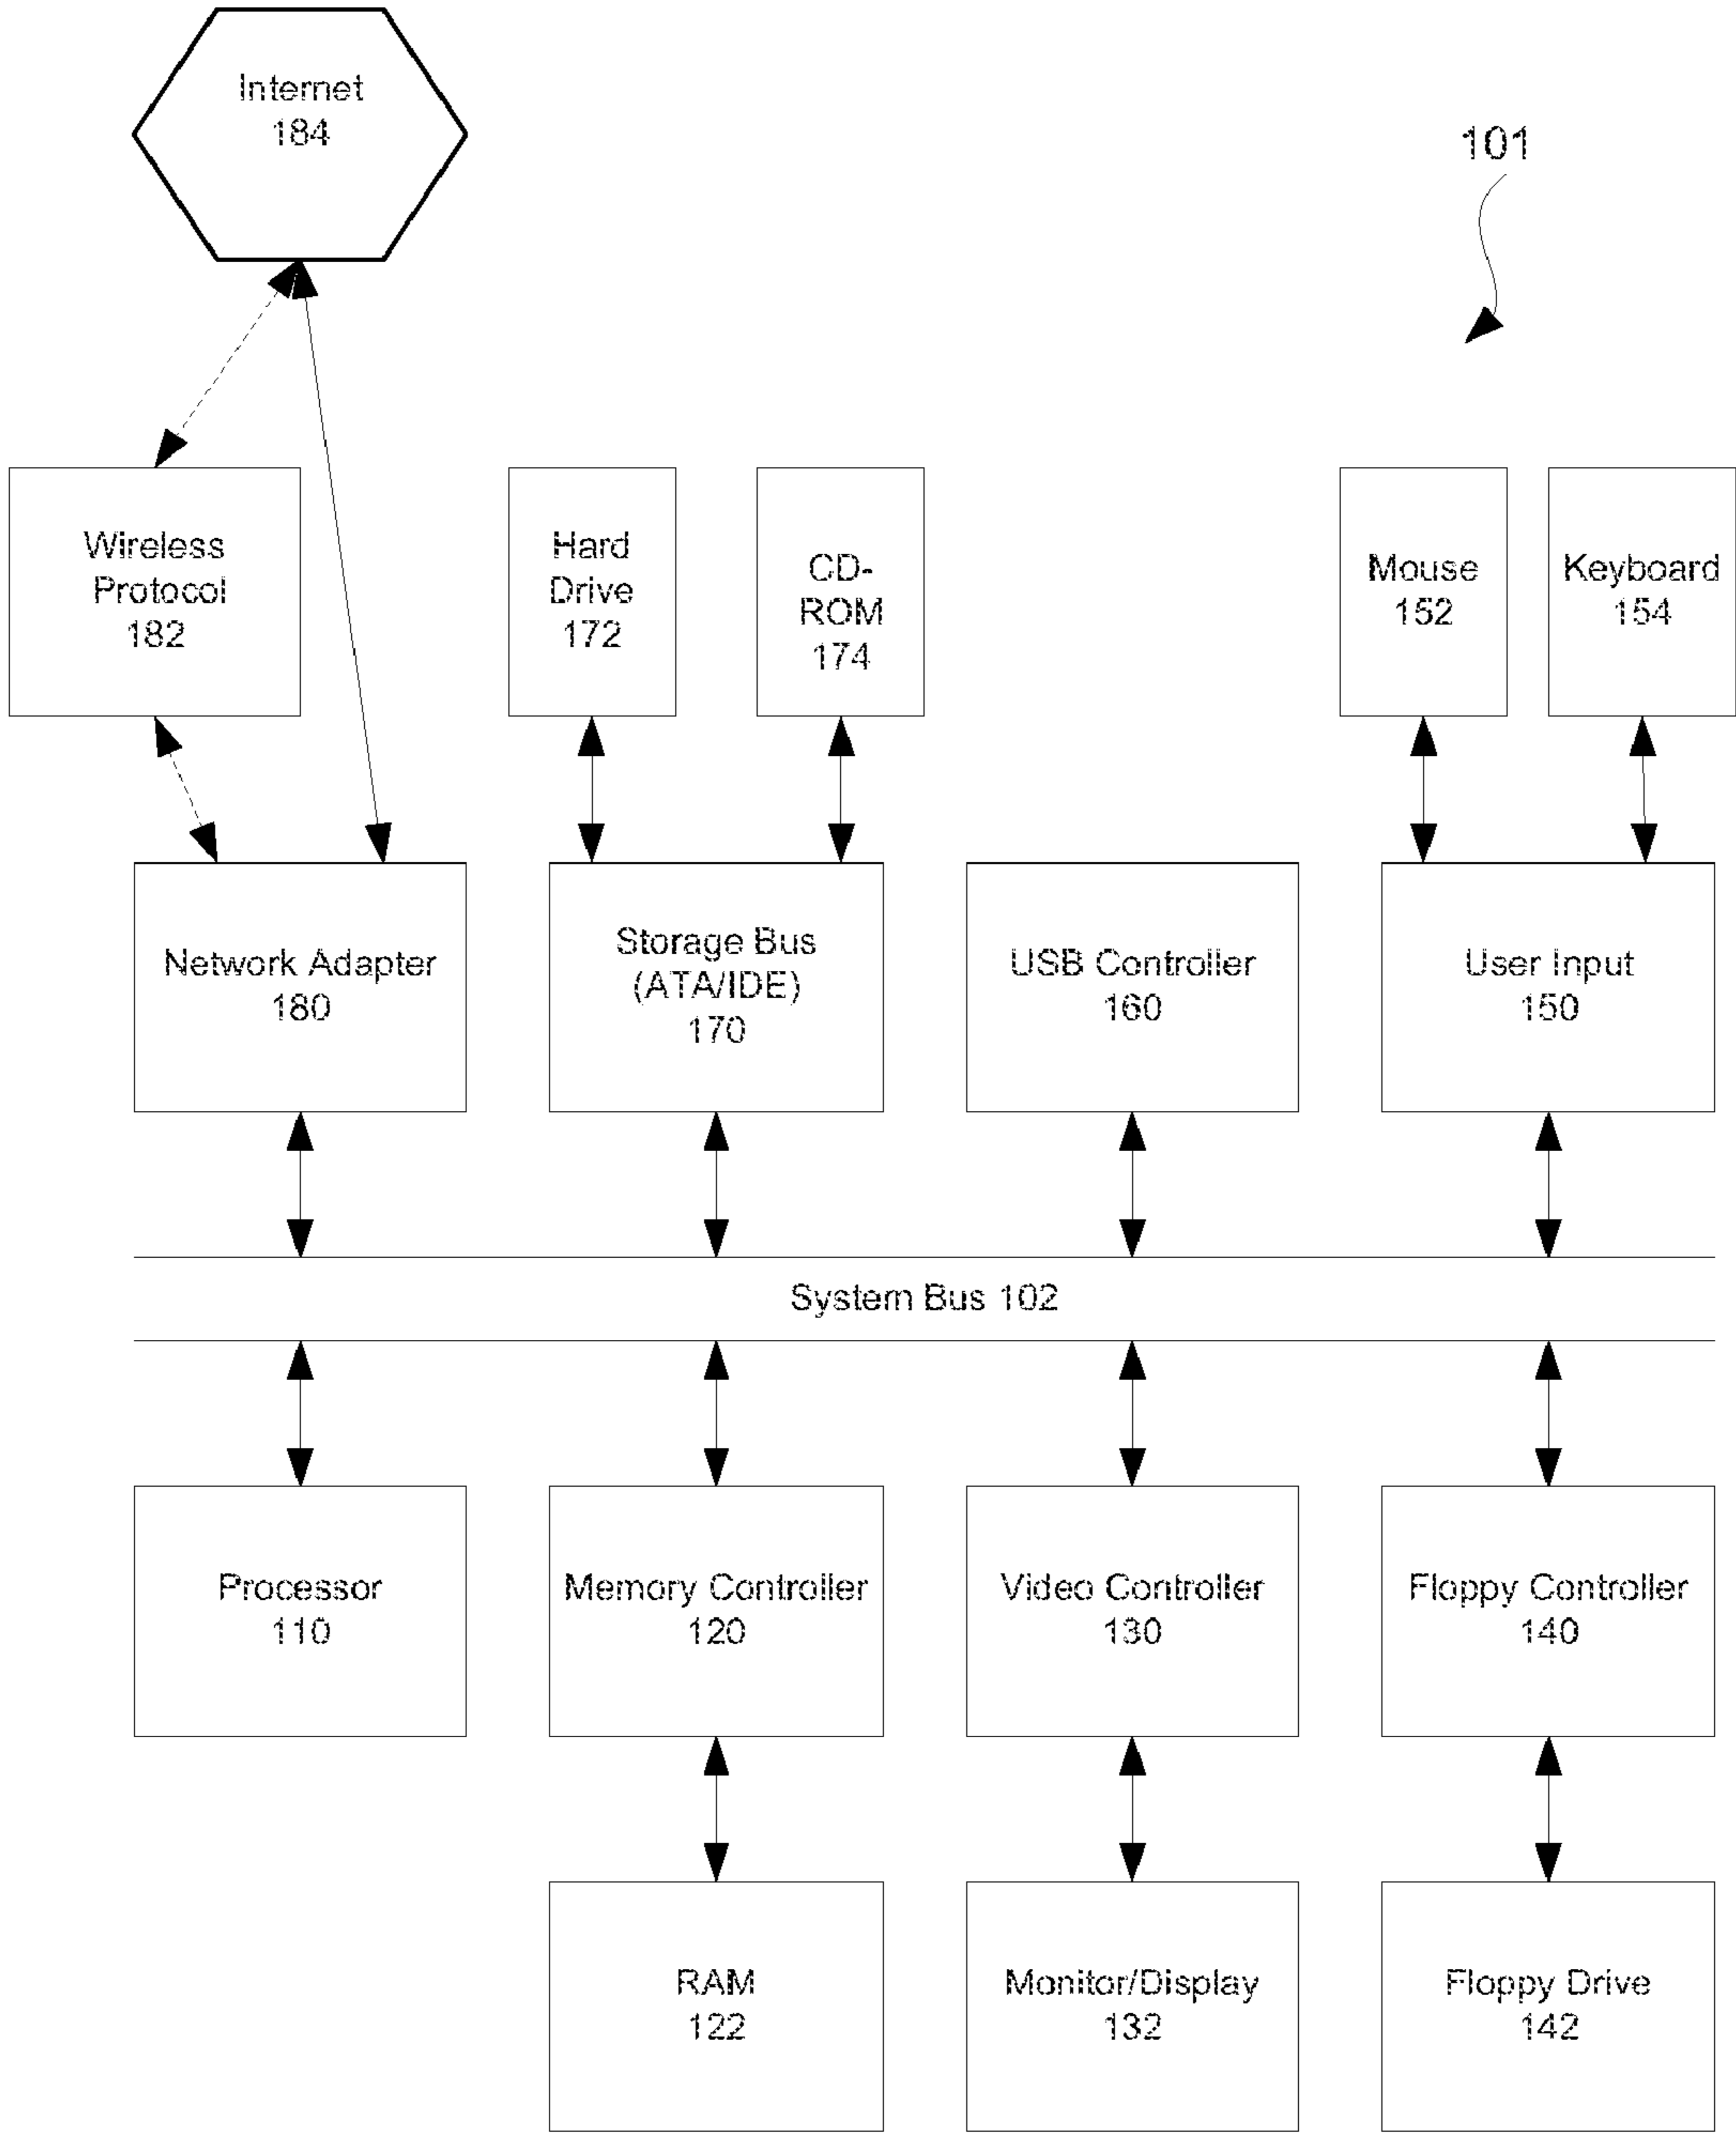 Internet
184
101
Wireless
Protocol
182
Hard
Drive
172
CD-
ROM
174
Mouse
152
Keyboard
154
Network Adapter
180
Storage Bus
(ATA/IDE)
170
USB Controller
160
User Input
150
System Bus 102
Processor
110
Memory Controller
120
Video Controller
130
Floppy Controller
140
RAM
122
Monitor/Display
132
Floppy Drive
142